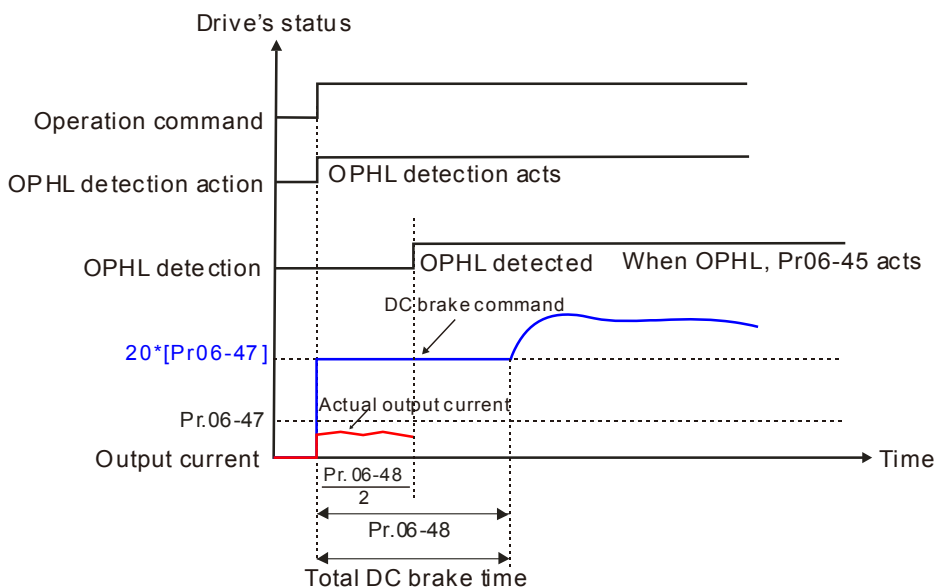 Drive's status
Operation command
OPHL detection action
OPHL detection acts
OPHL detection
OPHL detected
When OPHL, Pr06-45 acts
DC brake command
20*[Pr06-47]
Actual output current
Pr.06-47
Output current
Time
Pr. 06-48
2
Pr.06-48
Total DC brake time